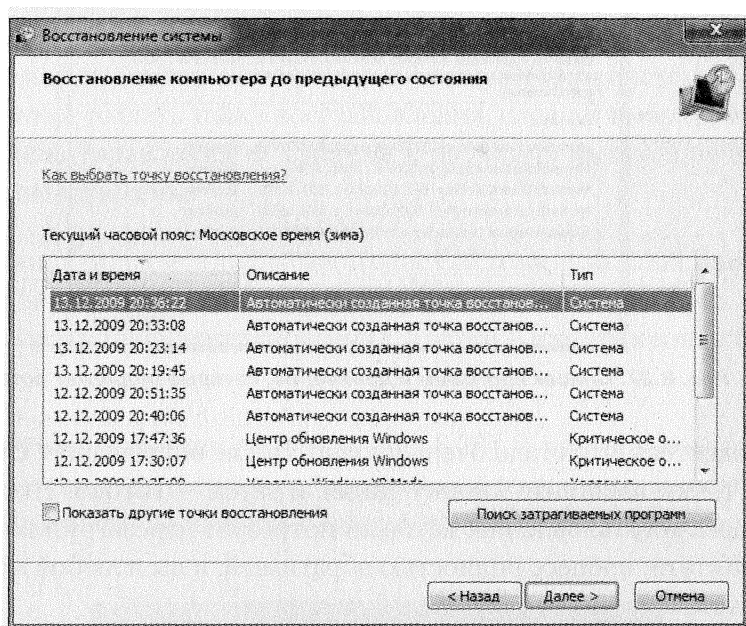 Восстановление системы
Восстановление компьютера до предыдущего состояния
Как выбрать точку восстановления?
Текущий часовой пояс: Московское время (зима)
Дата и время Описание Тип
13.12.2009 20:36:22 Автоматически созданная точка восстанов... Система
13.12.2009 20:33:08 Автоматически созданная точка восстанов... Система
13.12.2009 20:23:14 Автоматически созданная точка восстанов... Система
13.12.2009 20:19:45 Автоматически созданная точка восстанов... Система
12.12.2009 20:51:35 Автоматически созданная точка восстанов... Система
12.12.2009 20:40:06 Автоматически созданная точка восстанов... Система
12.12.2009 17:47:36 Центр обновления Windows Критическое о...
12.12.2009 17:30:07 Центр обновления Windows Критическое о...
Показать другие точки восстановления
Поиск затрагиваемых программ
< Назад Далее > Отмена